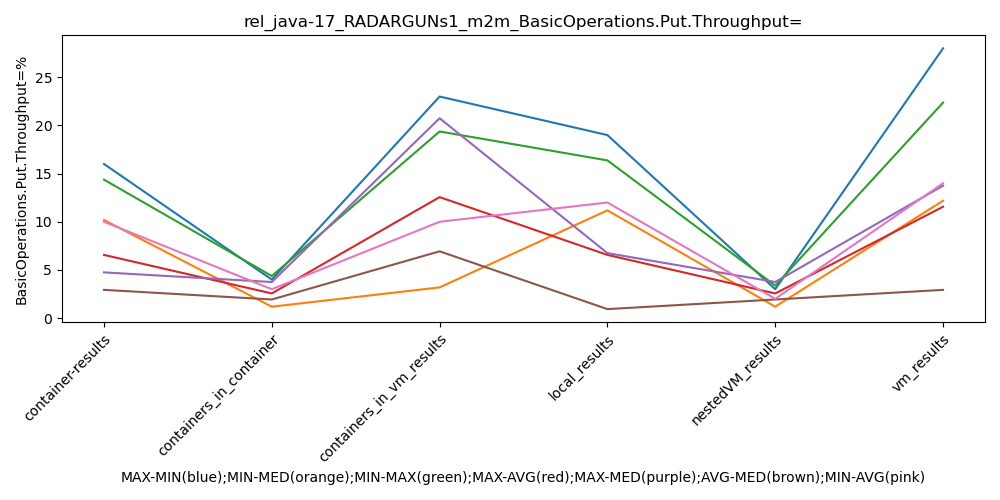 rel_java-17_RADARGUNs1_m2m_BasicOperations.Put.Throughput=
BasicOperations.Put.Throughput=%
25
20
15
10
5
0
container-results
containers_in_container
containers_in_vm_results
local_results
nestedVM_results
vm_results
MAX-MIN(blue);MIN-MED(orange);MIN-MAX(green);MAX-AVG(red);MAX-MED(purple);AVG-MED(brown);MIN-AVG(pink)